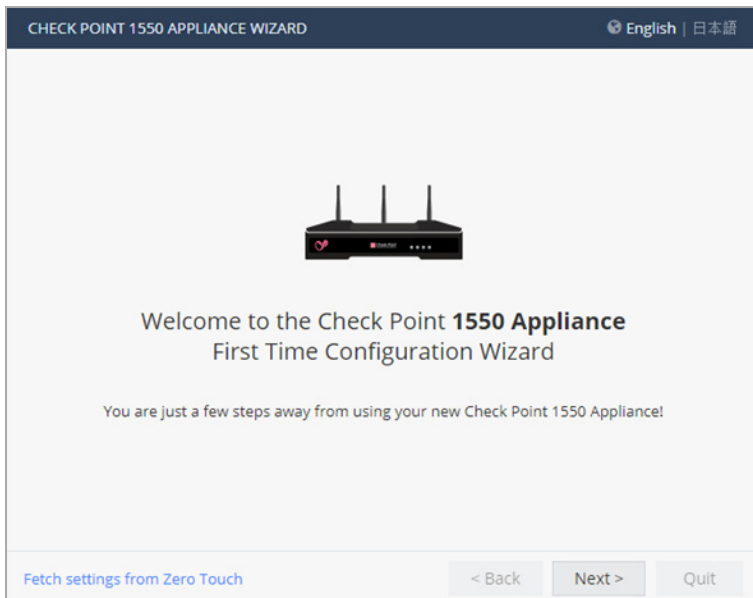 CHECK POINT 1550 APPLIANCE WIZARD English | 日本語
Check Point
Welcome to the Check Point 1550 Appliance
First Time Configuration Wizard
You are just a few steps away from using your new Check Point 1550 Appliance!
Fetch settings from Zero Touch < Back Next > Quit